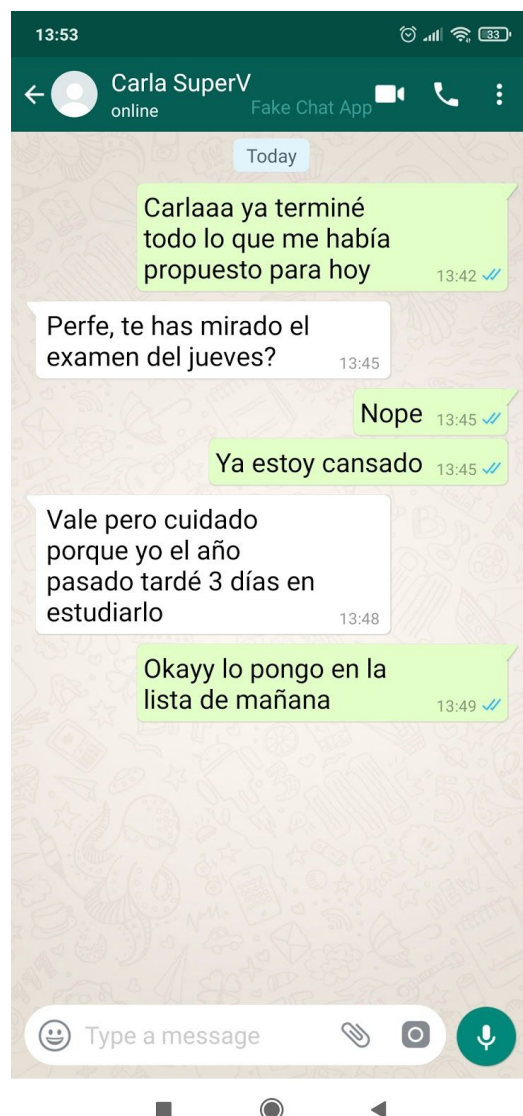 13:53
33
Carla SuperV
online
Fake Chat App
Today
Carlaaa ya terminé
todo lo que me había
propuesto para hoy
13:42
Perfe, te has mirado el
examen del jueves?
13:45
Nope
13:45
Ya estoy cansado
13:45
Vale pero cuidado
porque yo el año
pasado tardé 3 días en
estudiarlo
13:48
Okayy lo pongo en la
lista de mañana
13:49
Type a message